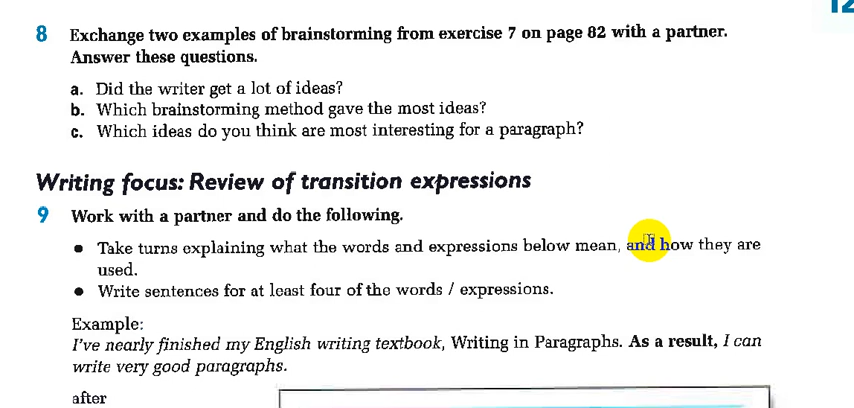 12
8 Exchange two examples of brainstorming from exercise 7 on page 82 with a partner.
Answer these questions.
a. Did the writer get a lot of ideas?
b. Which brainstorming method gave the most ideas?
c. Which ideas do you think are most interesting for a paragraph?
Writing focus: Review of transition expressions
9 Work with a partner and do the following.
• Take turns explaining what the words and expressions below mean, and how they are
used.
• Write sentences for at least four of the words / expressions.
Example:
I've nearly finished my English writing textbook, Writing in Paragraphs. As a result, I can
write very good paragraphs.
after